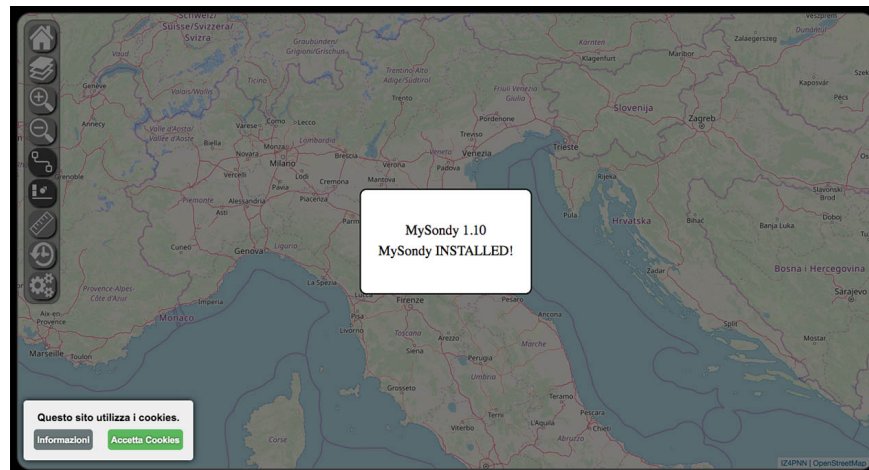 Schweiz/
Suisse/Svizzera/
Svizra
Graubünden/
Grigioni/Grischun
Kärnten
Klagenfurt
Maribor
Zalaegerszeg
Veszprém
Vaud
Genève
Valais/Wallis
Ticino
Trentino-Alto
Adige/Südtirol
Trento
Friuli Venezia
Giulia
Pordenone
Slovenija
Zagreb
Kaposvár
Pécs
Annecy
Valle d'Aosta/
Vallée d'Aoste
Biella
Varese
Como
Lecco
Monza
Lombardia
Novara
Milano
Brescia
Vercelli
Lodi
Pavia
Cremona
Verona
Mantova
Veneto
Treviso
Venezia
Padova
Trieste
Rijeka
Grenoble
Piemonte
Alessandria
Asti
Piacenza
Parm
Pula
Hrvatska
Bihać
Banja Luka
Slavonski
Brod
Doboj
MySondy 1.10
MySondy INSTALLED!
Cuneo
Genova
Liguria
La Spezia
Zadar
Bosna i Hercegovina
Sarajevo
Provence-Alpes-
Côte d'Azur
Imperia
Monaco
Lucca
Pisa
Firenze
Pesaro
Aix-en-
Provence
Marseille
Toulon
Livorno
Toscana
Arezzo
Siena
Perugia
Umbria
Ancona
Marche
Split
Mostar
Grosseto
Terni
Viterbo
Teramo
L'Aquila
Pescara
Chieti
Abruzzo
Corse
Questo sito utilizza i cookies.
Informazioni
Accetta Cookies
IZ4PNN | OpenStreetMap